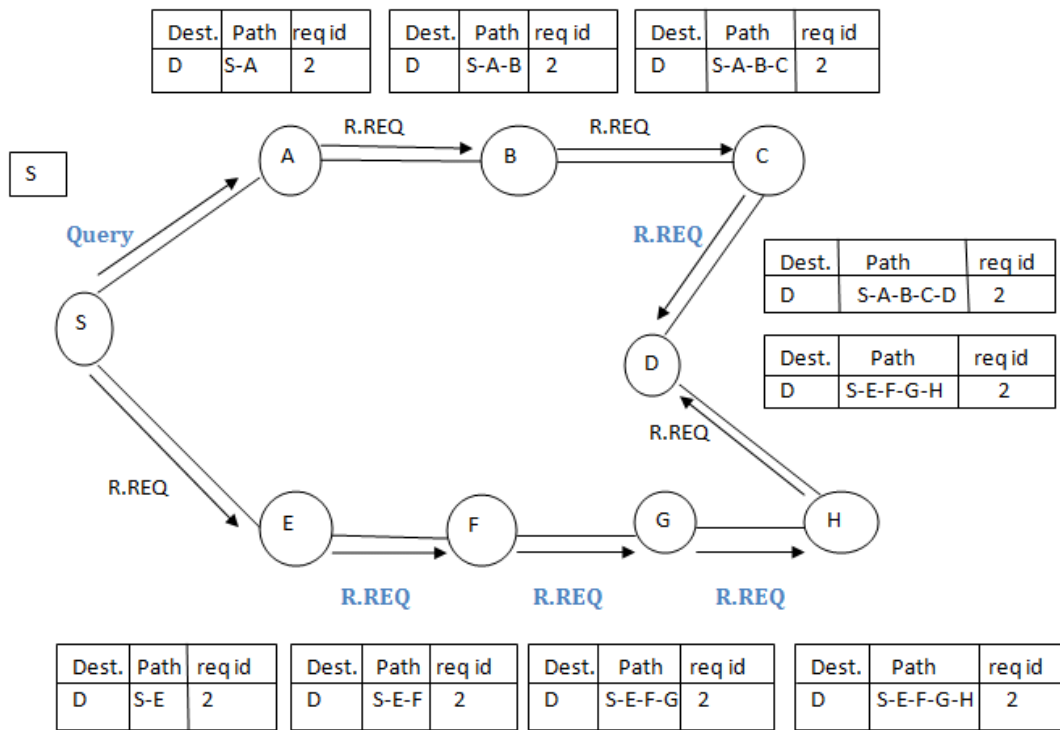 Dest. Path req id
D S-A 2
Dest. Path req id
D S-A-B 2
Dest. Path req id
D S-A-B-C 2
R.REQ
R.REQ
A
B
C
S
Query
R.REQ
Dest. Path req id
D S-A-B-C-D 2
S
D
Dest. Path req id
D S-E-F-G-H 2
R.REQ
R.REQ
E
F
G
H
R.REQ
R.REQ
R.REQ
Dest. Path req id
D S-E 2
Dest. Path req id
D S-E-F 2
Dest. Path req id
D S-E-F-G 2
Dest. Path req id
D S-E-F-G-H 2